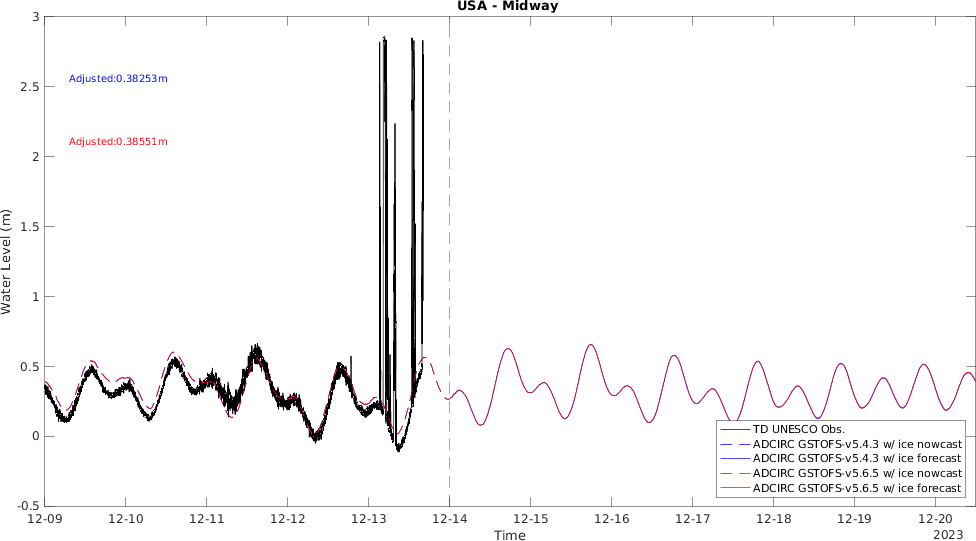 USA - Midway
3
2.5
2
1.5
1
0.5
0
-0.5
Water Level (m)
Adjusted:0.38253m
Adjusted:0.38551m
TD UNESCO Obs.
ADCIRC GSTOFS-v5.4.3 w/ ice nowcast
ADCIRC GSTOFS-v5.4.3 w/ ice forecast
ADCIRC GSTOFS-v5.6.5 w/ ice nowcast
ADCIRC GSTOFS-v5.6.5 w/ ice forecast
12-09 12-10 12-11 12-12 12-13 12-14 12-15 12-16 12-17 12-18 12-19 12-20
2023
Time